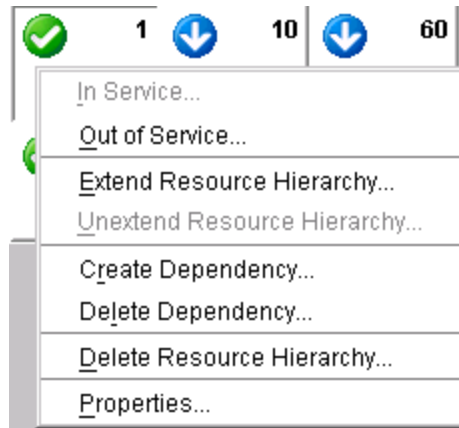 1 10 60
In Service...
Out of Service...
Extend Resource Hierarchy...
Unextend Resource Hierarchy...
Create Dependency...
Delete Dependency...
Delete Resource Hierarchy...
Properties...